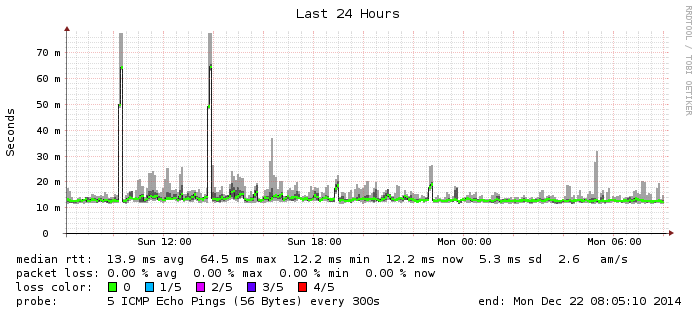 Last 24 Hours
RRDTOOL / TOBI OETIKER
Seconds
70 m
60 m
50 m
40 m
30 m
20 m
10 m
0
Sun 12:00 Sun 18:00 Mon 00:00 Mon 06:00
median rtt: 13.9 ms avg 64.5 ms max 12.2 ms min 12.2 ms now 5.3 ms sd 2.6 am/s
packet loss: 0.00 % avg 0.00 % max 0.00 % min 0.00 % now
loss color: 0 1/5 2/5 3/5 4/5
probe: 5 ICMP Echo Pings (56 Bytes) every 300s end: Mon Dec 22 08:05:10 2014